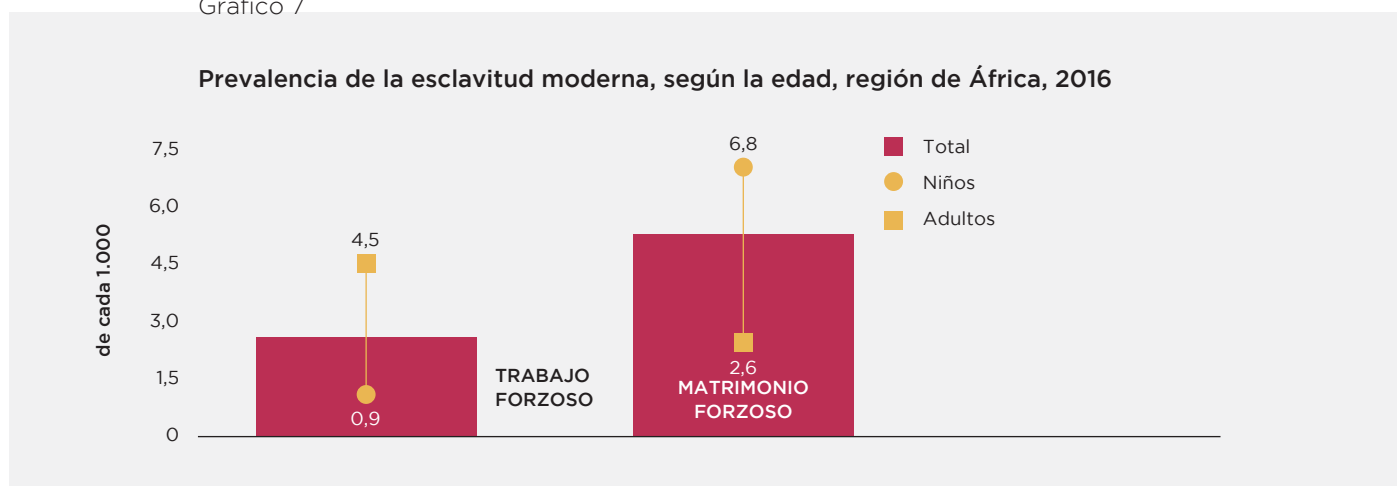 Gráfico 7
Prevalencia de la esclavitud moderna, según la edad, región de África, 2016
de cada 1.000
7,5
6,0
4,5
3,0
1,5
0
4,5
0,9
TRABAJO
FORZOSO
6,8
2,6
MATRIMONIO
FORZOSO
Total
Niños
Adultos